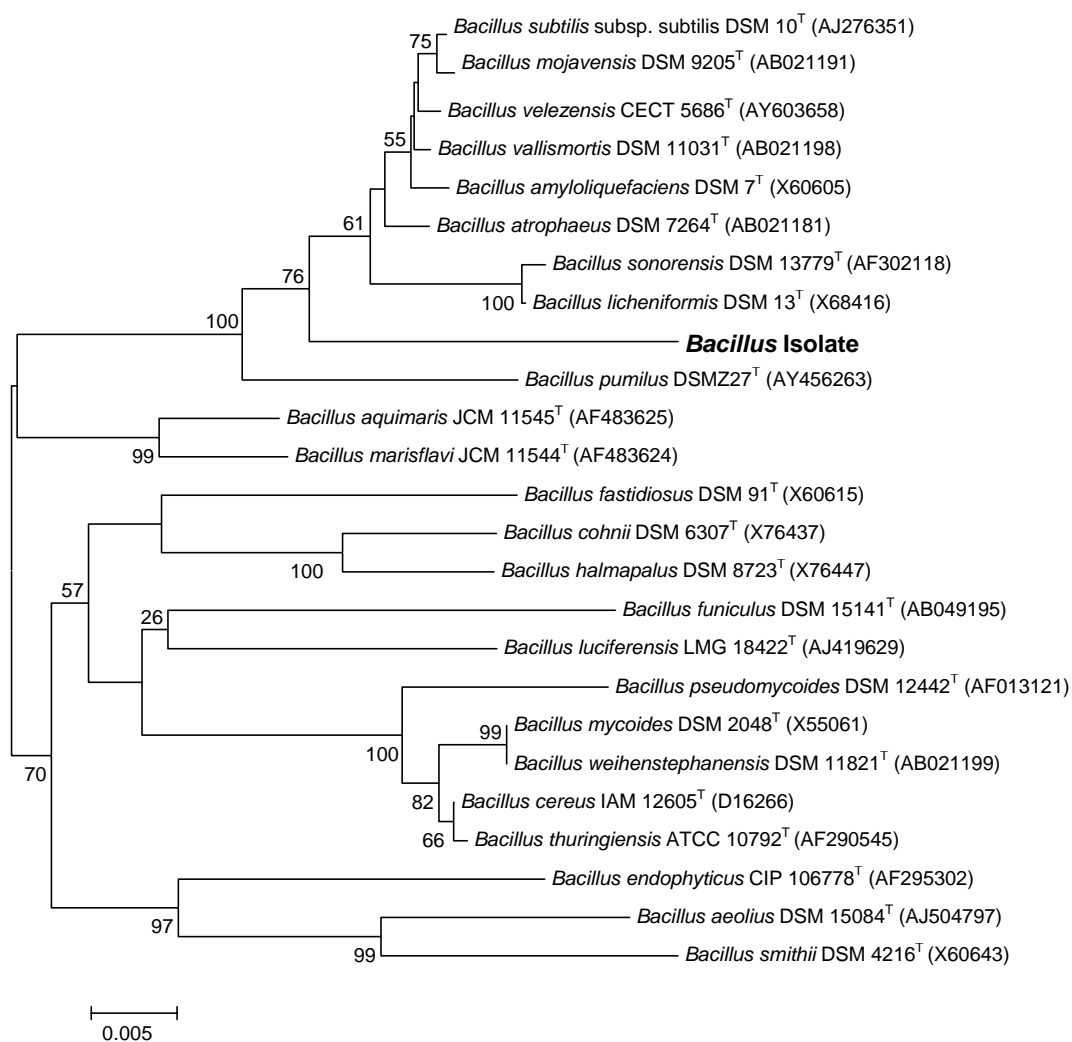 Bacillus subtilis subsp. subtilis DSM 10ᵀ (AJ276351)
75
Bacillus mojavensis DSM 9205ᵀ (AB021191)
Bacillus velezensis CECT 5686ᵀ (AY603658)
55
Bacillus vallismortis DSM 11031ᵀ (AB021198)
Bacillus amyloliquefaciens DSM 7ᵀ (X60605)
61
Bacillus atrophaeus DSM 7264ᵀ (AB021181)
Bacillus sonorensis DSM 13779ᵀ (AF302118)
76
100
Bacillus licheniformis DSM 13ᵀ (X68416)
100
Bacillus Isolate
Bacillus pumilus DSMZ27ᵀ (AY456263)
Bacillus aquimaris JCM 11545ᵀ (AF483625)
99
Bacillus marisflavi JCM 11544ᵀ (AF483624)
Bacillus fastidiosus DSM 91ᵀ (X60615)
Bacillus cohnii DSM 6307ᵀ (X76437)
100
Bacillus halmapalus DSM 8723ᵀ (X76447)
57
26
Bacillus funiculus DSM 15141ᵀ (AB049195)
Bacillus luciferensis LMG 18422ᵀ (AJ419629)
Bacillus pseudomycoides DSM 12442ᵀ (AF013121)
99
Bacillus mycoides DSM 2048ᵀ (X55061)
100
Bacillus weihenstephanensis DSM 11821ᵀ (AB021199)
70
82
Bacillus cereus IAM 12605ᵀ (D16266)
66
Bacillus thuringiensis ATCC 10792ᵀ (AF290545)
Bacillus endophyticus CIP 106778ᵀ (AF295302)
97
Bacillus aeolius DSM 15084ᵀ (AJ504797)
99
Bacillus smithii DSM 4216ᵀ (X60643)
0.005